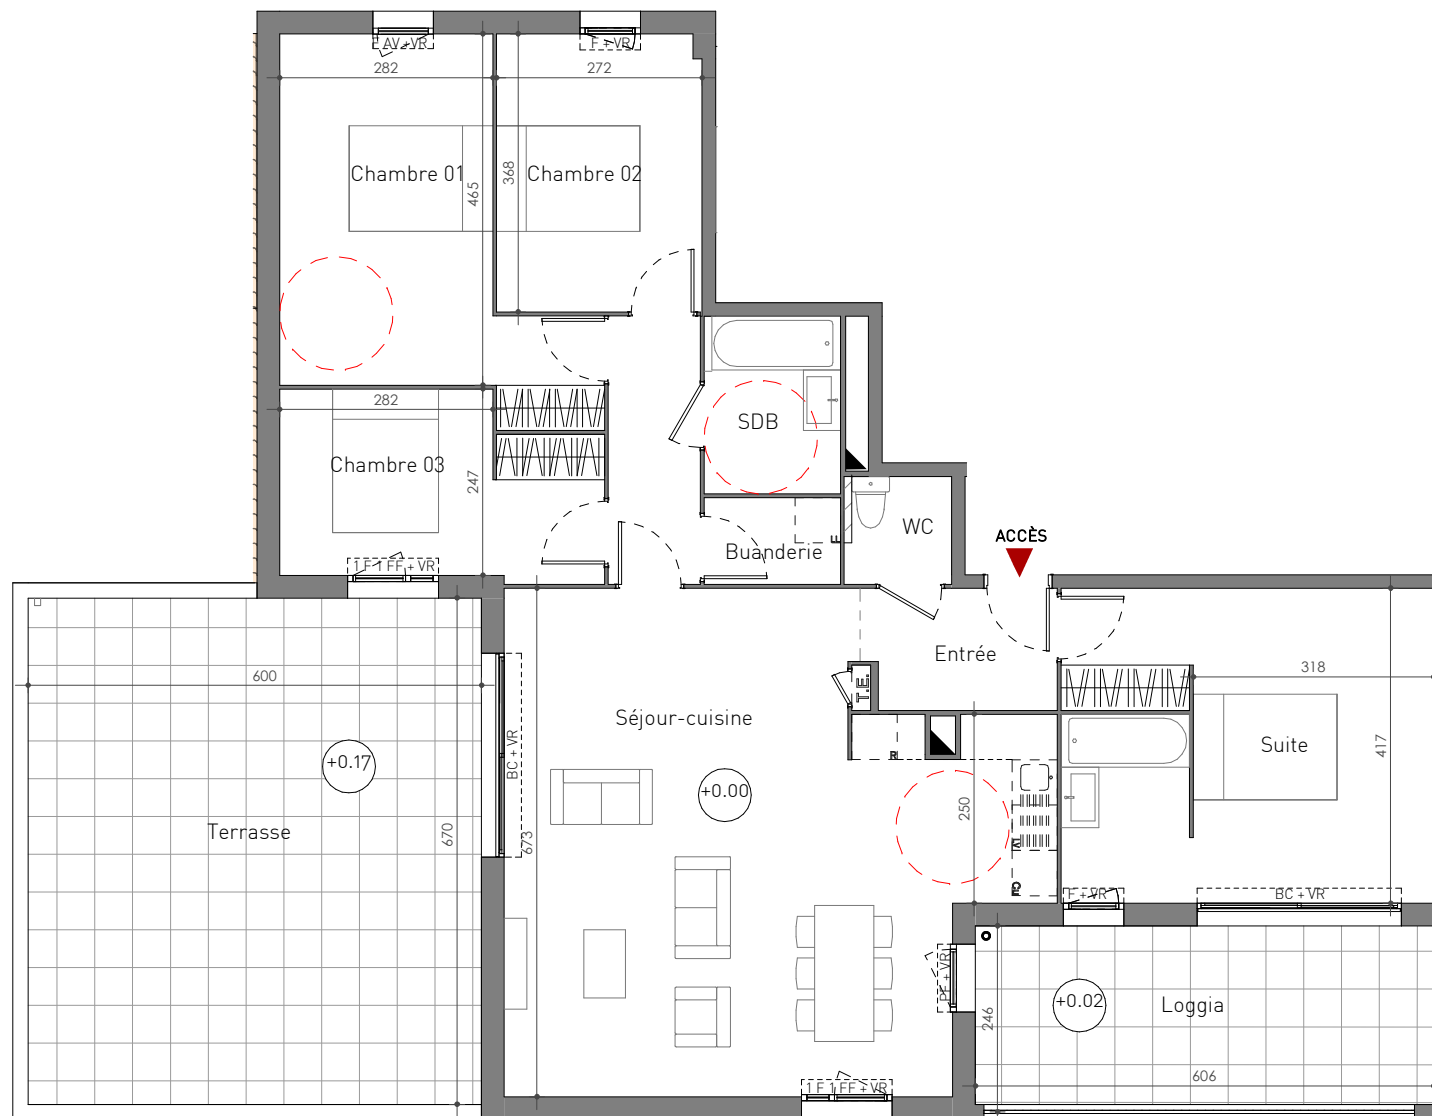 F AV +VR
F + VR
282
272
Chambre 01
465
368
Chambre 02
282
Chambre 03
247
SDB
WC
Buanderie
F
ACCÈS
1 F 1 FF + VR
600
Entrée
T.E.
318
Séjour-cuisine
R
Suite
417
BC + VR
+0.17
+0.00
250
Terrasse
670
673
LV
F + VR
BC + VR
PF + VR
246
+0.02
Loggia
606
1 F 1 FF + VR